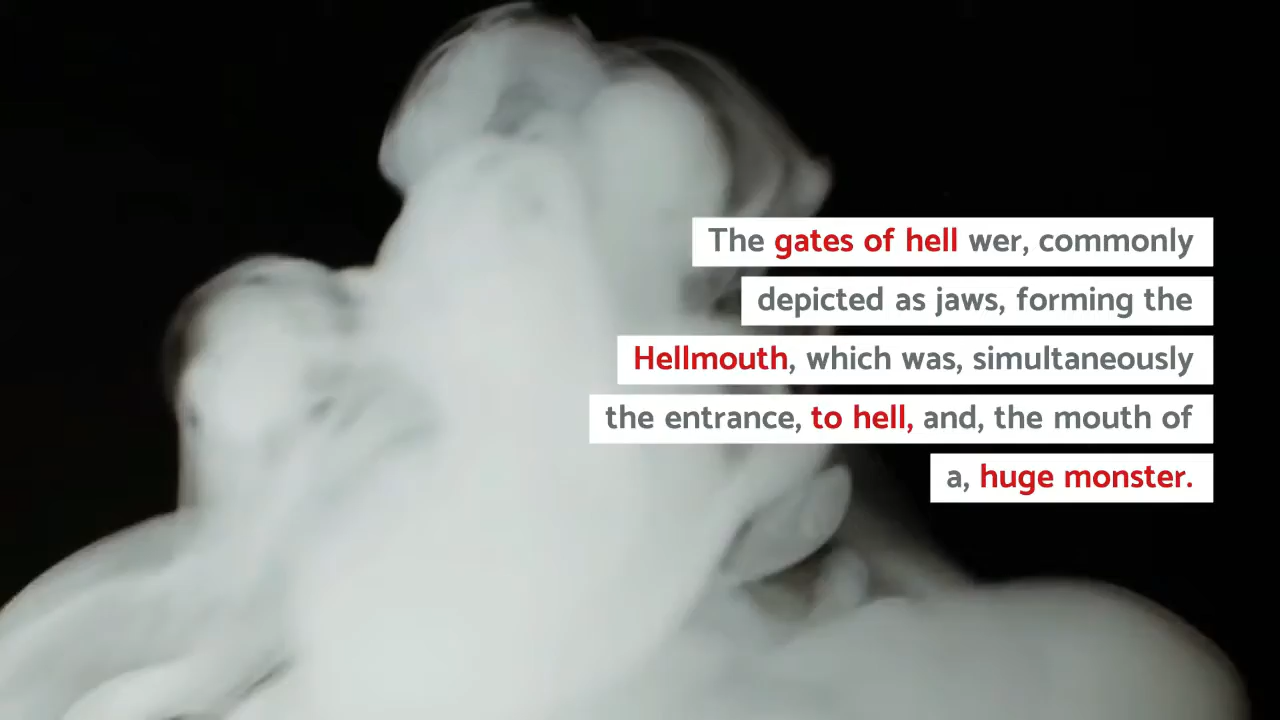 The gates of hell wer, commonly
depicted as jaws, forming the
Hellmouth, which was, simultaneously
the entrance, to hell, and, the mouth of
a, huge monster.